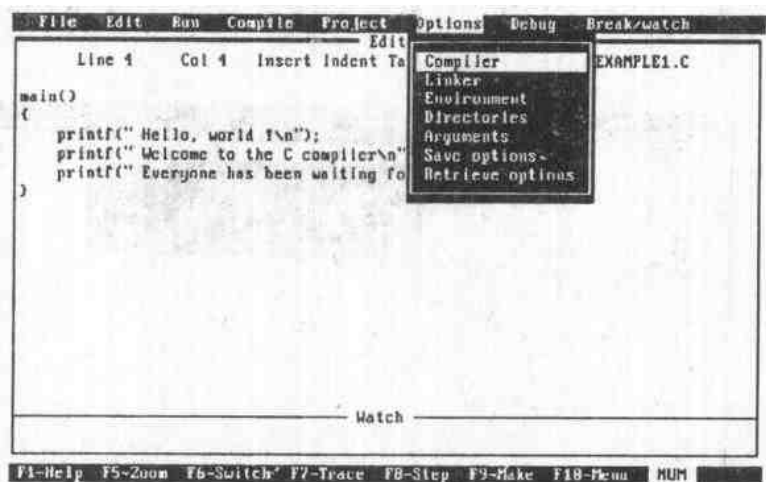 File Edit Run Compile Project Options Debug Break/watch
Edit
Line 4 Col 4 Insert Indent Ta EXAMPLE1.C
Compiler
Linker
Environment
Directories
Arguments
Save options
Retrieve options
main()
{
printf(" Hello, world !\n");
printf(" Welcome to the C compiler\n"
printf(" Everyone has been waiting fo
}
Watch
F1-Help F5-Zoom F6-Switch F7-Trace F8-Step F9-Make F10-Menu NUM